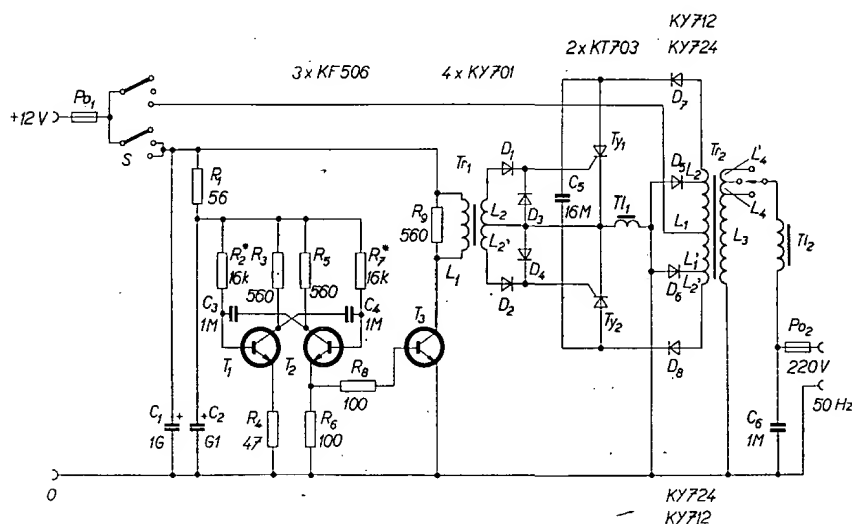 KY712
3 x KF506
4 x KY701
2 x KT703
KY724
Po1
+12V
S
R1
56
Tr1
D1
Ty1
D7
Tr2
L'4
D5
L2
L4
R9
560
L2
D3
C5
16M
Tl1
L1
L3
R2*
16k
R3
560
R5
560
R7*
16k
L2'
D4
L1'
L2'
Tl2
C3
1M
C4
1M
L1
D2
D6
T3
Ty2
T1
T2
Po2
R8
100
D8
220V
50 Hz
C1 +
1G
+ C2
G1
R4
47
R6
100
C6
1M
0
KY724
KY712